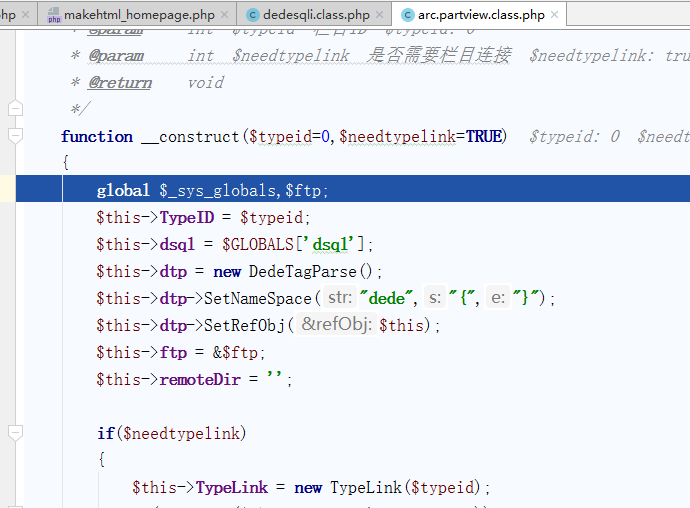 php × makehtml_homepage.php × dedesqli.class.php × arc.partview.class.php ×
* @param int $typeid 栏目ID $typeid: 0
* @param int $needtypelink 是否需要栏目连接 $needtypelink: tru
* @return void
*/
function __construct($typeid=0,$needtypelink=TRUE) $typeid: 0 $needt
{
global $_sys_globals,$ftp;
$this->TypeID = $typeid;
$this->dsql = $GLOBALS['dsql'];
$this->dtp = new DedeTagParse();
$this->dtp->SetNameSpace( str: "dede", s: "{", e: "}");
$this->dtp->SetRefObj( &refObj: $this);
$this->ftp = &$ftp;
$this->remoteDir = '';
if($needtypelink)
{
$this->TypeLink = new TypeLink($typeid);